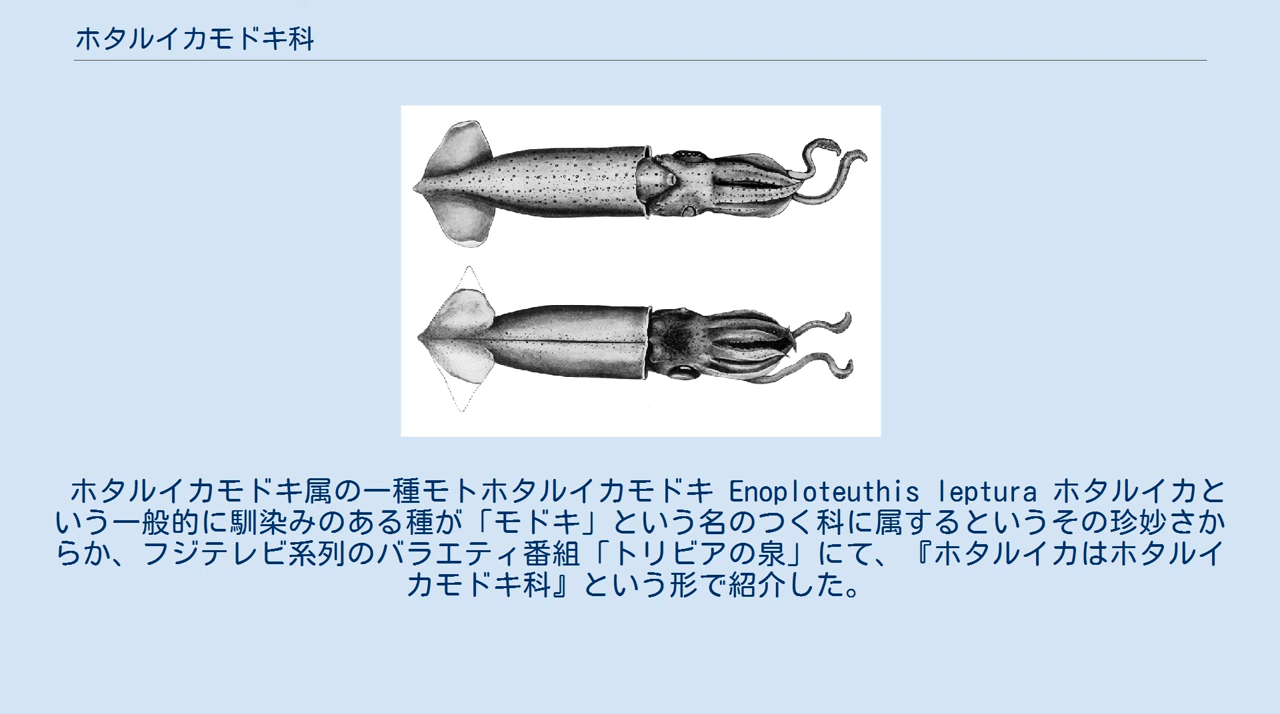 ホタルイカモドキ科
ホタルイカモドキ属の一種モトホタルイカモドキ Enoploteuthis leptura ホタルイカと
いう一般的に馴染みのある種が「モドキ」という名のつく科に属するというその珍妙さか
らか、フジテレビ系列のバラエティ番組「トリビアの泉」にて、『ホタルイカはホタルイ
カモドキ科』という形で紹介した。